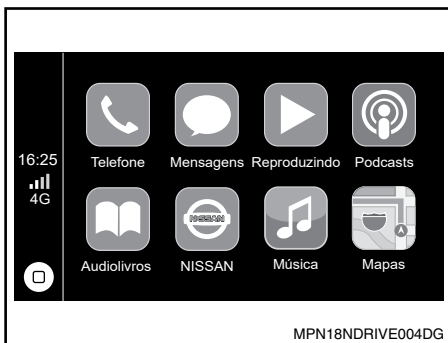 16:25
4G
Telefone
Mensagens
Reproduzindo
Podcasts
Audiolivros
NISSAN
NISSAN
Música
Mapas
MPN18NDRIVE004DG